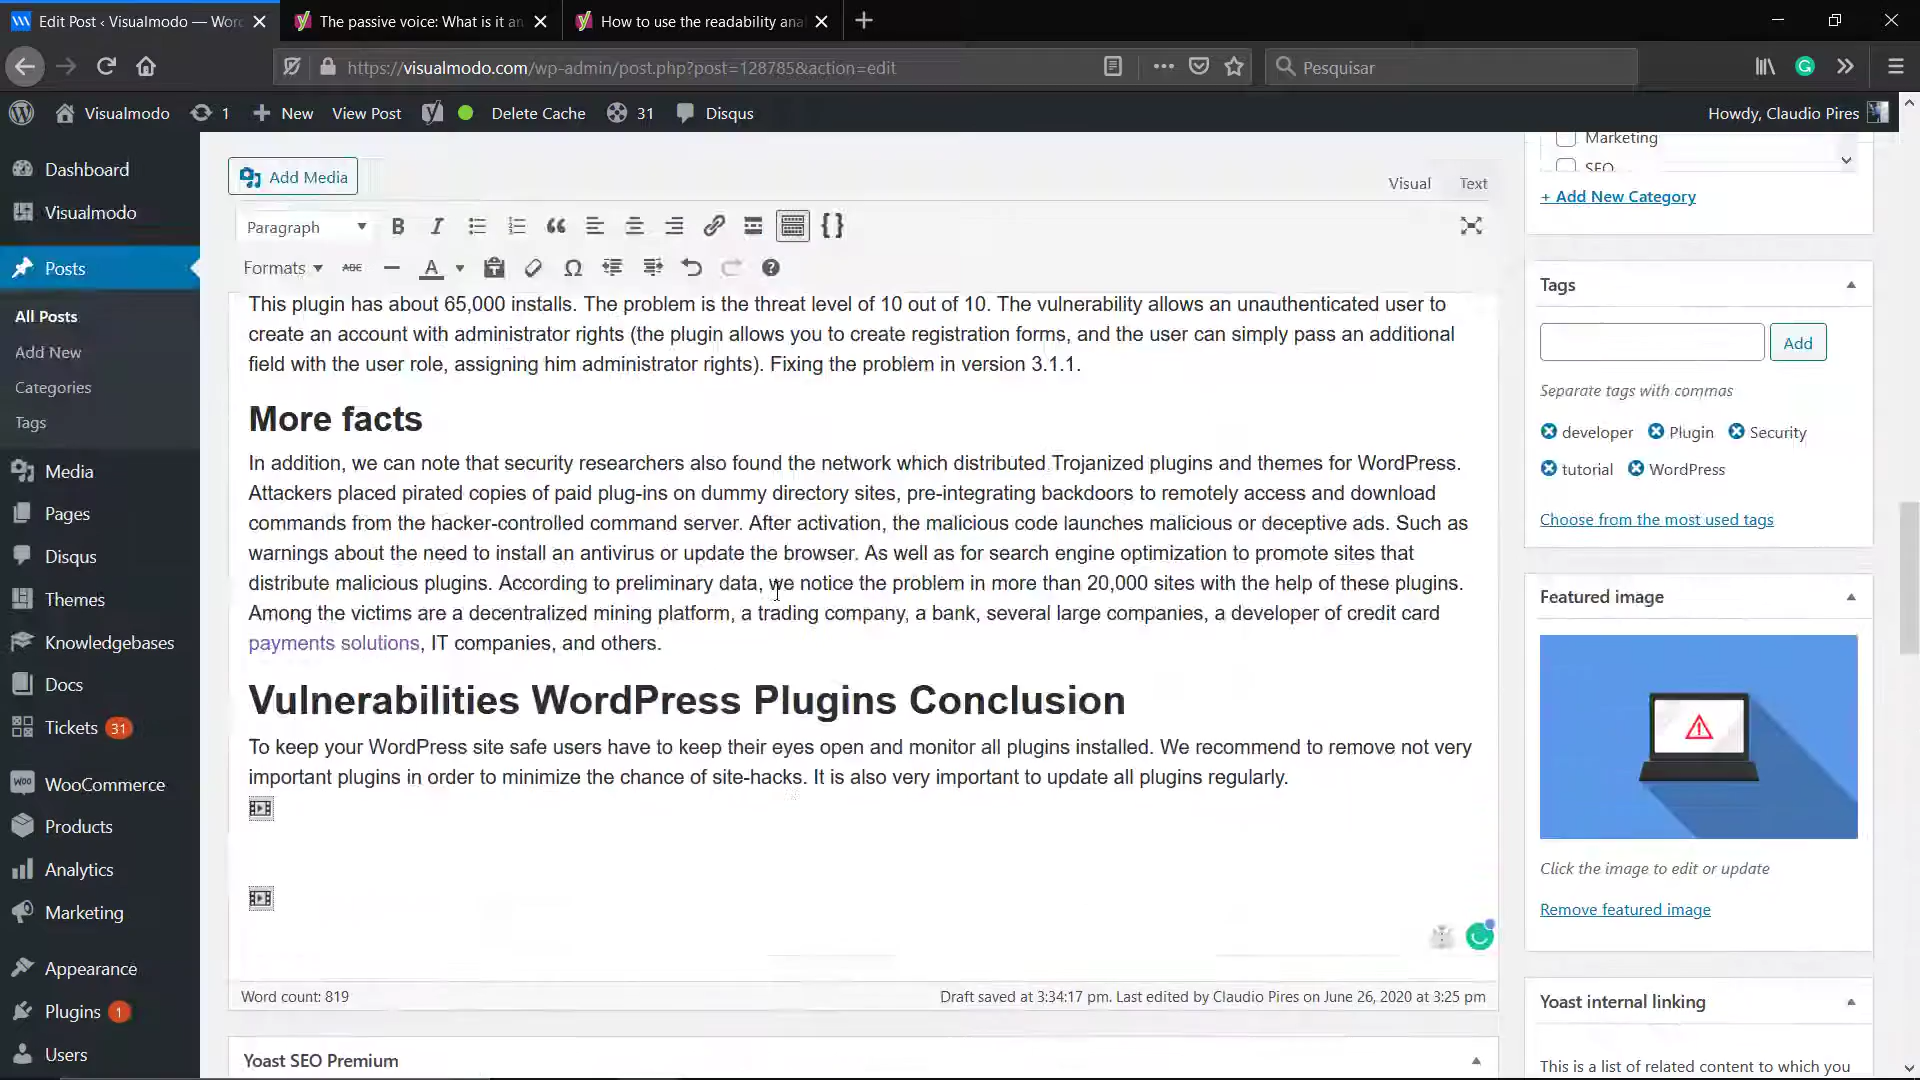 Edit Post ‹ Visualmodo — Wor
The passive voice: What is it an
How to use the readability ana
https://visualmodo.com/wp-admin/post.php?post=128785&action=edit
Pesquisar
Visualmodo
1
New
View Post
Delete Cache
31
Disqus
Howdy, Claudio Pires
Dashboard
Visualmodo
Posts
All Posts
Add New
Categories
Tags
Media
Pages
Disqus
Themes
Knowledgebases
Docs
Tickets 31
WooCommerce
Products
Analytics
Marketing
Appearance
Plugins 1
Users
Add Media
Visual
Text
Paragraph
Formats
ABC
This plugin has about 65,000 installs. The problem is the threat level of 10 out of 10. The vulnerability allows an unauthenticated user to
create an account with administrator rights (the plugin allows you to create registration forms, and the user can simply pass an additional
field with the user role, assigning him administrator rights). Fixing the problem in version 3.1.1.
More facts
In addition, we can note that security researchers also found the network which distributed Trojanized plugins and themes for WordPress.
Attackers placed pirated copies of paid plug-ins on dummy directory sites, pre-integrating backdoors to remotely access and download
commands from the hacker-controlled command server. After activation, the malicious code launches malicious or deceptive ads. Such as
warnings about the need to install an antivirus or update the browser. As well as for search engine optimization to promote sites that
distribute malicious plugins. According to preliminary data, we notice the problem in more than 20,000 sites with the help of these plugins.
Among the victims are a decentralized mining platform, a trading company, a bank, several large companies, a developer of credit card
payments solutions, IT companies, and others.
Vulnerabilities WordPress Plugins Conclusion
To keep your WordPress site safe users have to keep their eyes open and monitor all plugins installed. We recommend to remove not very
important plugins in order to minimize the chance of site-hacks. It is also very important to update all plugins regularly.
Word count: 819
Draft saved at 3:34:17 pm. Last edited by Claudio Pires on June 26, 2020 at 3:25 pm
Yoast SEO Premium
Marketing
SEO
+ Add New Category
Tags
Add
Separate tags with commas
developer
Plugin
Security
tutorial
WordPress
Choose from the most used tags
Featured image
Click the image to edit or update
Remove featured image
Yoast internal linking
This is a list of related content to which you